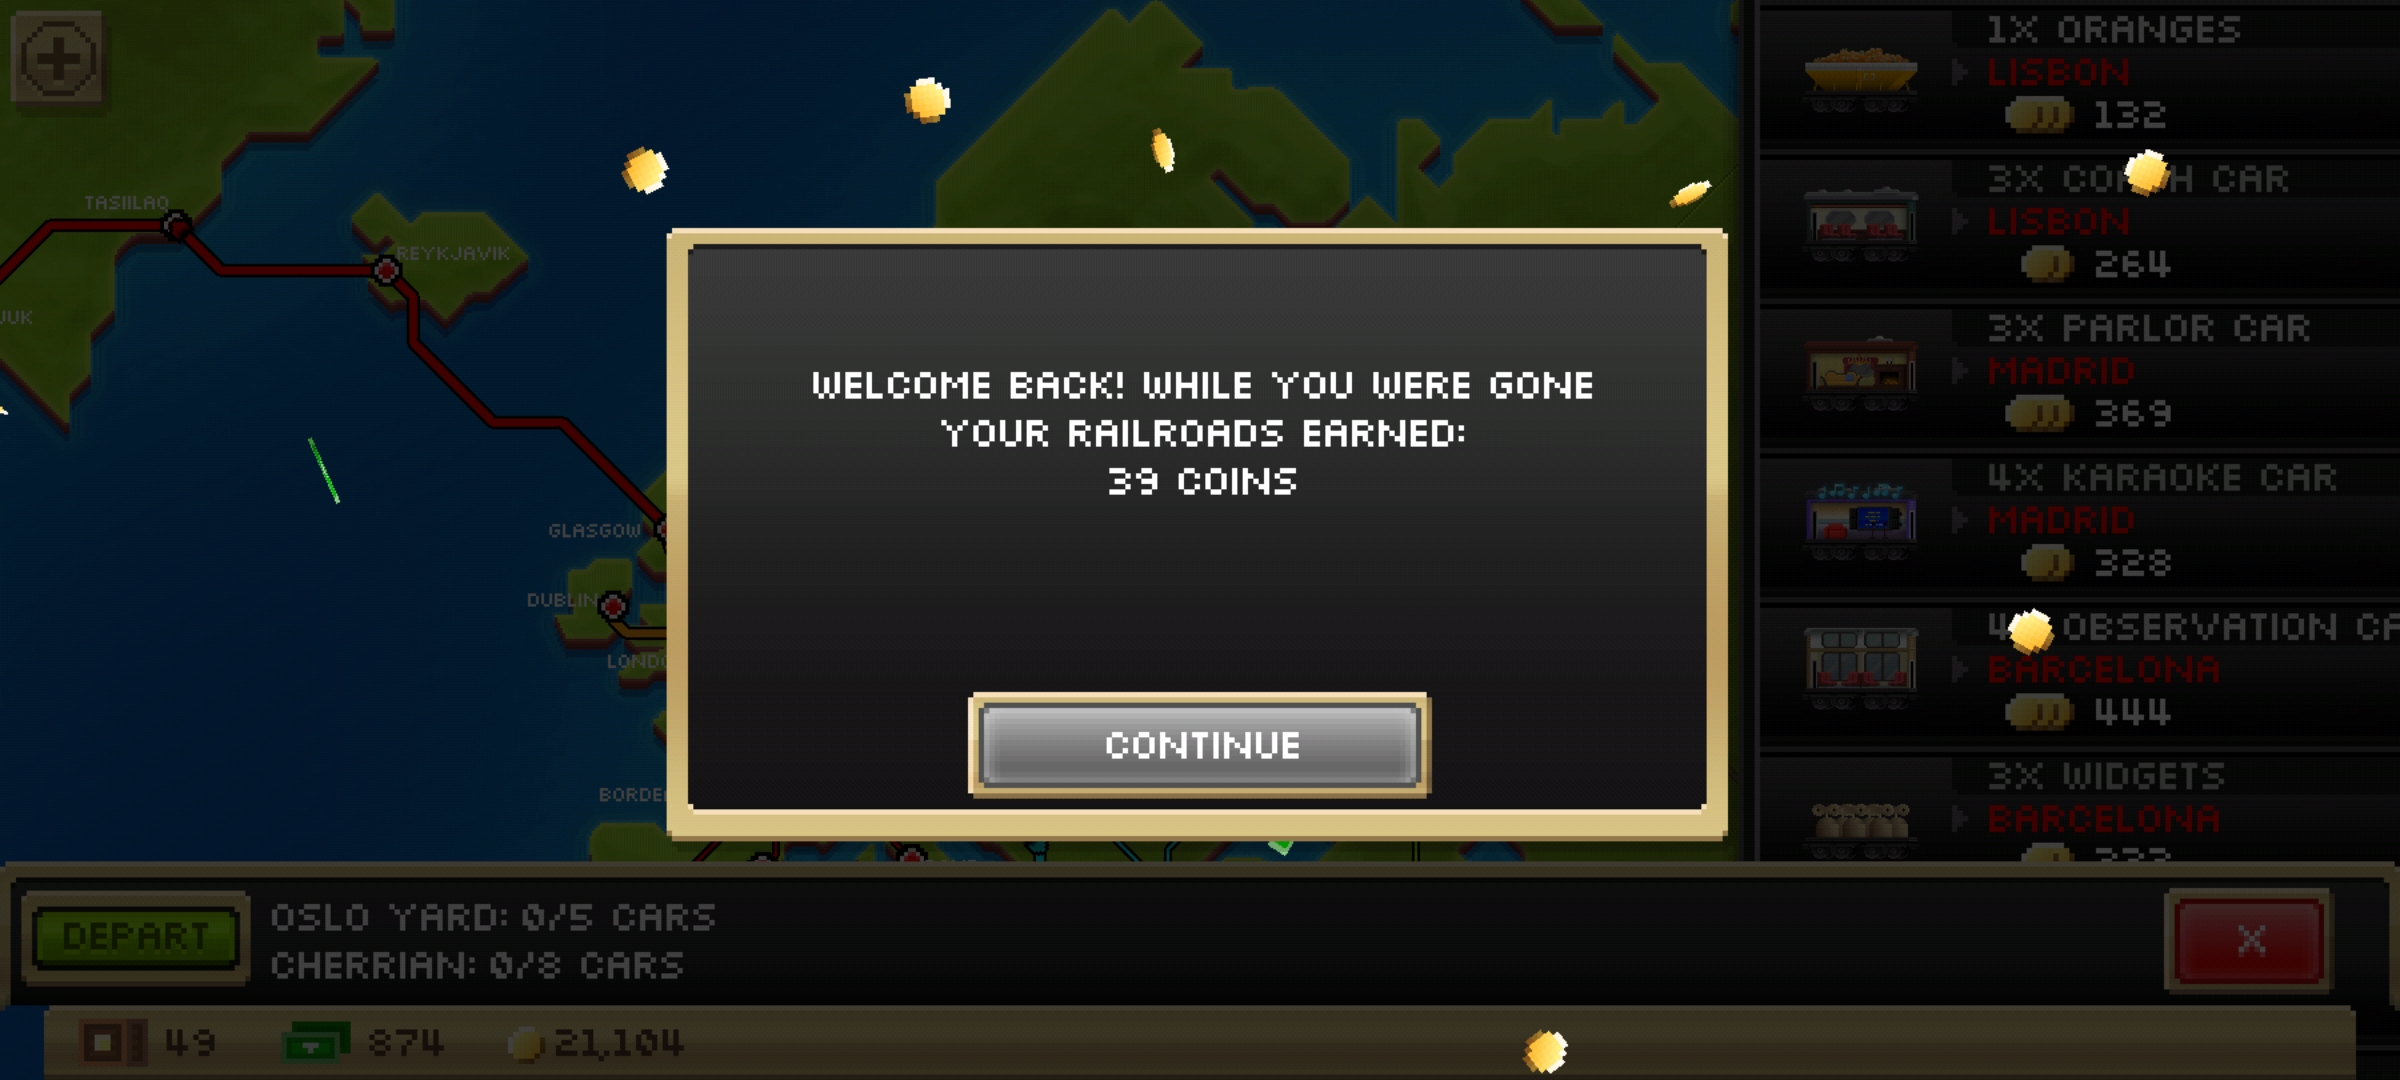 TASIILAQ
REYKJAVIK
GLASGOW
DUBLIN
WELCOME BACK! WHILE YOU WERE GONE
YOUR RAILROADS EARNED:
39 COINS
CONTINUE
1X ORANGES
LISBON
132
3X CAR
LISBON
264
3X PARLOR CAR
MADRID
369
4X KARAOKE CAR
MADRID
328
OBSERVATION
BARCELONA
444
3X WIDGETS
BARCELONA
DEPART
OSLO YARD: 0/5 CARS
CHERRIAN: 0/8 CARS
X
49
874
21,104